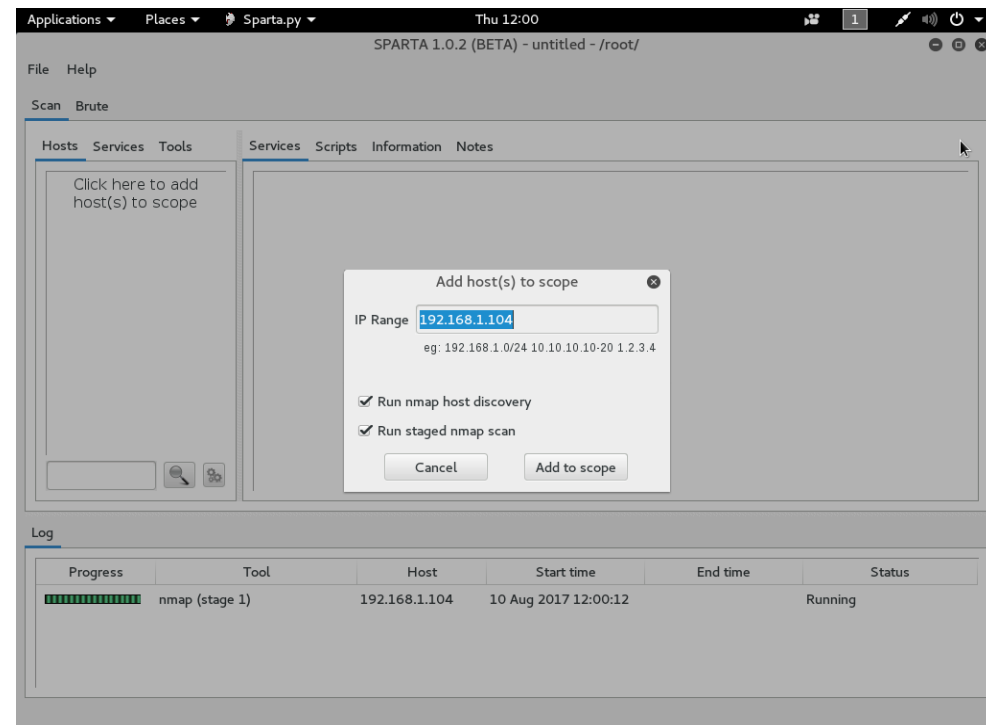 Applications Places Sparta.py Thu 12:00 1
SPARTA 1.0.2 (BETA) - untitled - /root/
File Help
Scan Brute
Hosts Services Tools
Services Scripts Information Notes
Click here to add
host(s) to scope
Add host(s) to scope
IP Range 192.168.1.104
eg: 192.168.1.0/24 10.10.10.10-20 1.2.3.4
Run nmap host discovery
Run staged nmap scan
Cancel Add to scope
Log
Progress Tool Host Start time End time Status
nmap (stage 1) 192.168.1.104 10 Aug 2017 12:00:12 Running